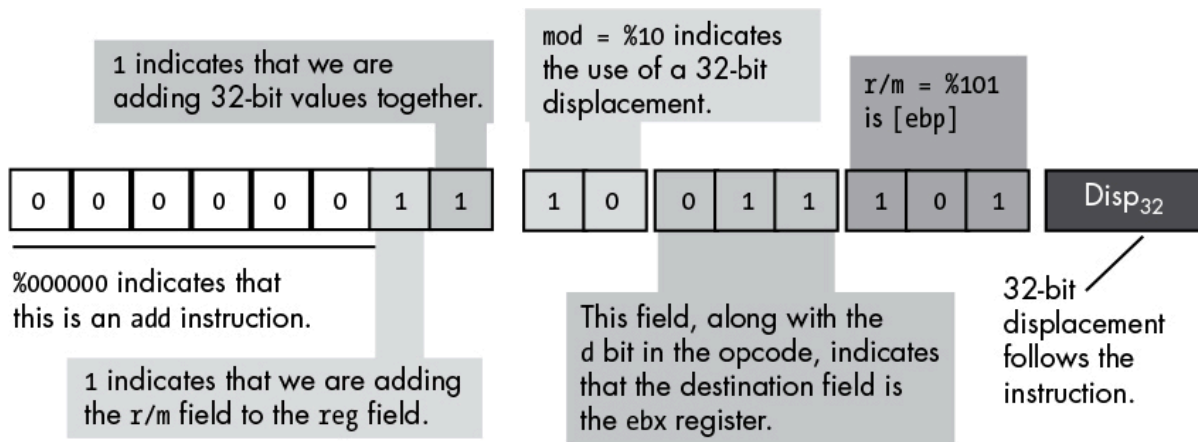 1 indicates that we are
adding 32-bit values together.
mod = %10 indicates
the use of a 32-bit
displacement.
r/m = %101
is [ebp]
0 0 0 0 0 0 1 1 1 0 0 1 1 1 0 1 Disp32
%000000 indicates that
this is an add instruction.
1 indicates that we are adding
the r/m field to the reg field.
This field, along with the
d bit in the opcode, indicates
that the destination field is
the ebx register.
32-bit
displacement
follows the
instruction.